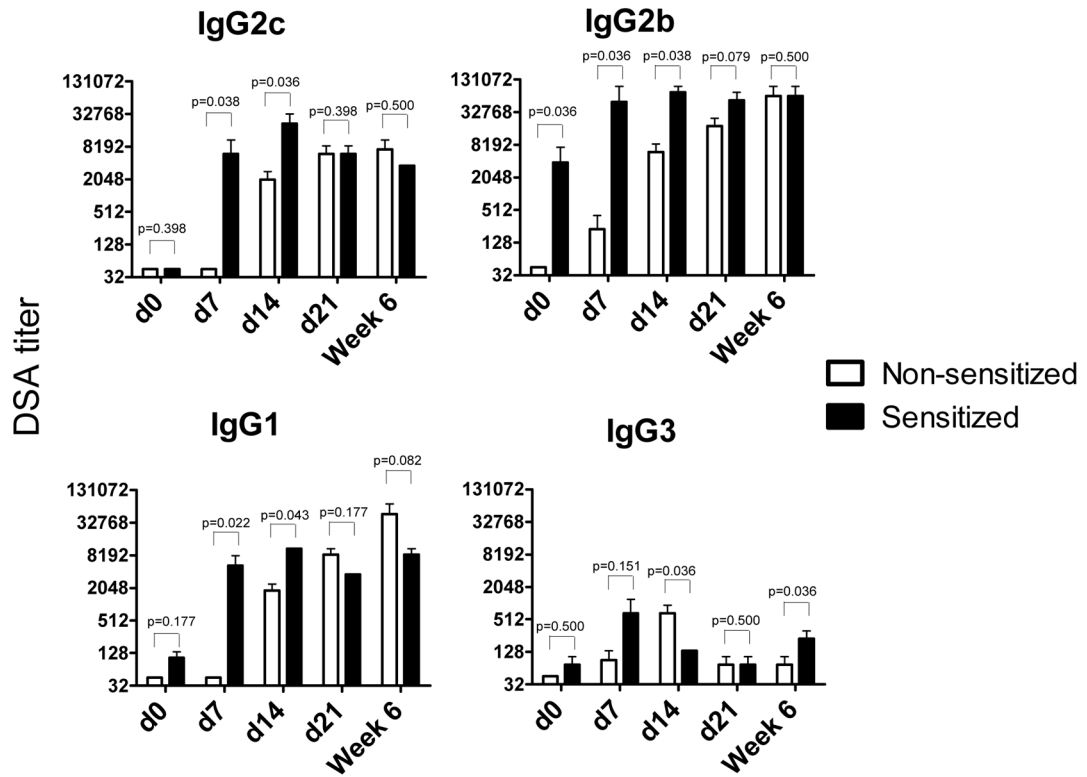 IgG2c
131072
32768
8192
2048
512
128
32
p=0.398
p=0.038
p=0.036
p=0.398
p=0.500
d0
d7
d14
d21
Week 6
IgG2b
131072
32768
8192
2048
512
128
32
p=0.036
p=0.036
p=0.038
p=0.079
p=0.500
d0
d7
d14
d21
Week 6
DSA titer
Non-sensitized
Sensitized
IgG1
131072
32768
8192
2048
512
128
32
p=0.177
p=0.022
p=0.043
p=0.177
p=0.082
d0
d7
d14
d21
Week 6
IgG3
131072
32768
8192
2048
512
128
32
p=0.500
p=0.151
p=0.036
p=0.500
p=0.036
d0
d7
d14
d21
Week 6